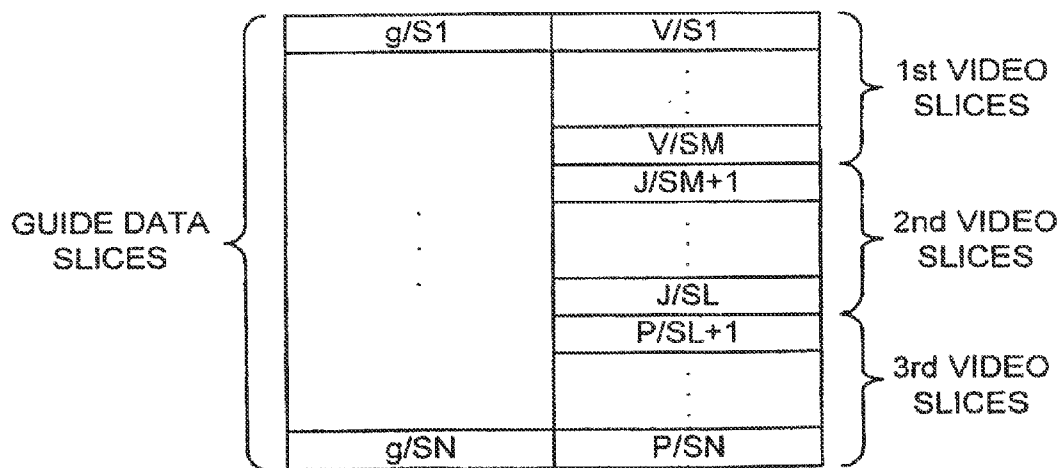 g/S1 V/S1
1st VIDEO
SLICES
V/SM
J/SM+1
GUIDE DATA
SLICES
2nd VIDEO
SLICES
J/SL
P/SL+1
3rd VIDEO
SLICES
g/SN P/SN